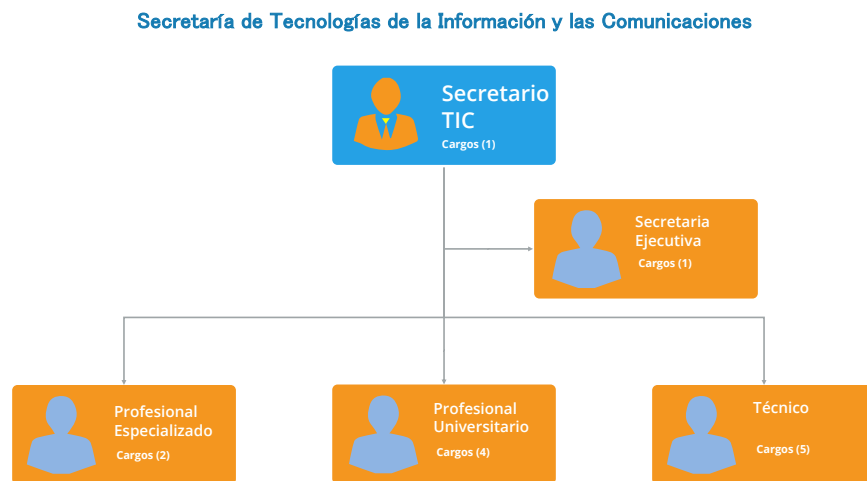 Secretaría de Tecnologías de la Información y las Comunicaciones
Secretario
TIC
Cargos (1)
Secretaria
Ejecutiva
Cargos (1)
Profesional
Especializado
Cargos (2)
Profesional
Universitario
Cargos (4)
Técnico
Cargos (5)